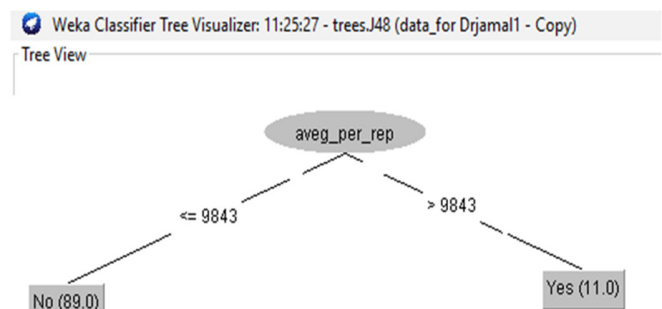 Weka Classifier Tree Visualizer: 11:25:27 - trees.J48 (data_for Drjamal1 - Copy)
Tree View
aveg_per_rep
<= 9843
> 9843
No (89.0)
Yes (11.0)